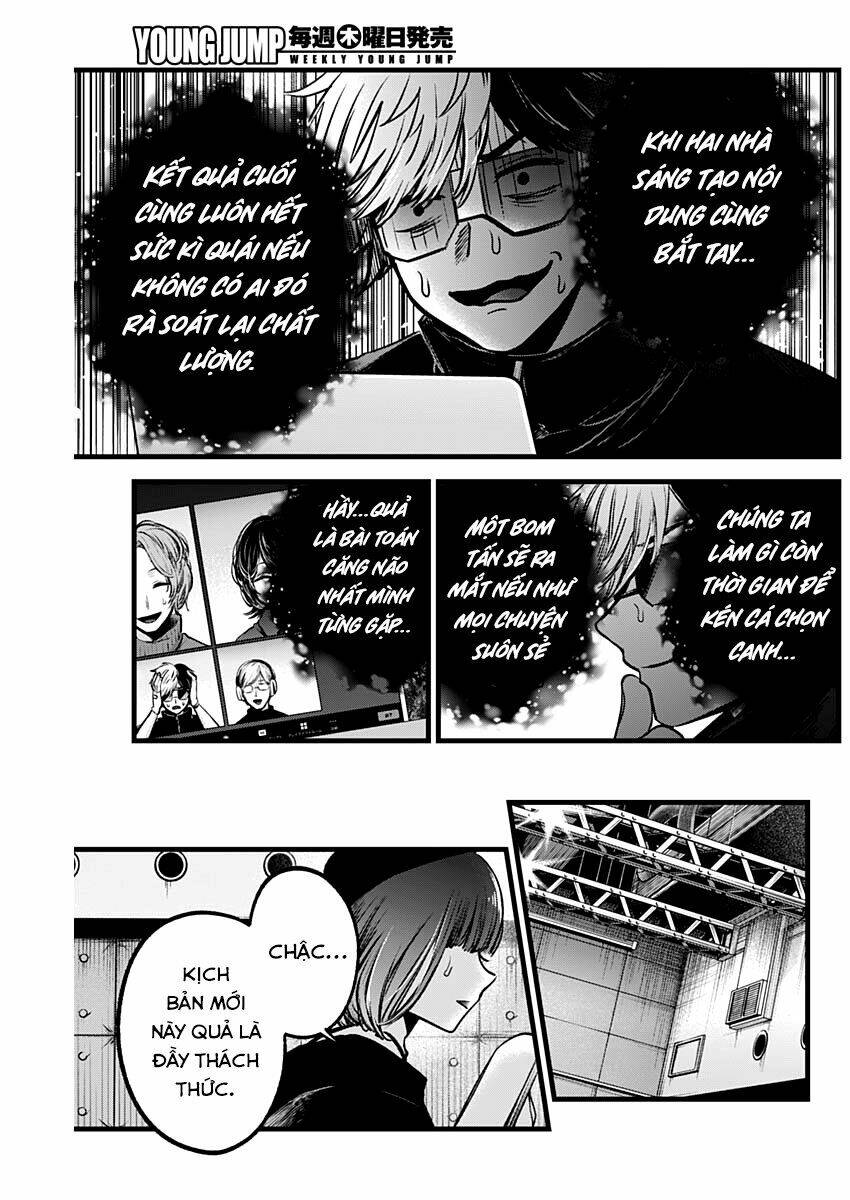 YOUNG JUMP 毎週木曜日発売
WEEKLY YOUNG JUMP
KHI HAI NHÀ
SÁNG TẠO NỘI
DUNG CÙNG
BẮT TAY...
KẾT QUẢ CUỐI
CÙNG LUÔN HẾT
SỨC KÌ QUÁI NẾU
KHÔNG CÓ AI ĐÓ
RÀ SOÁT LẠI CHẤT
LƯỢNG.
CHÚNG TA
LÀM GÌ CÒN
THỜI GIAN ĐỂ
KÉN CÁ CHỌN
CANH...
MỘT BOM
TẤN SẼ RA
MẮT NẾU NHƯ
MỌI CHUYỆN
SUÔN SẺ
HẦY...QUẢ
LÀ BÀI TOÁN
CĂNG NÃO
NHẤT MÌNH
TỪNG GẶP...
CHẬC...
KỊCH
BẢN MỚI
NÀY QUẢ LÀ
ĐẦY THÁCH
THỨC.